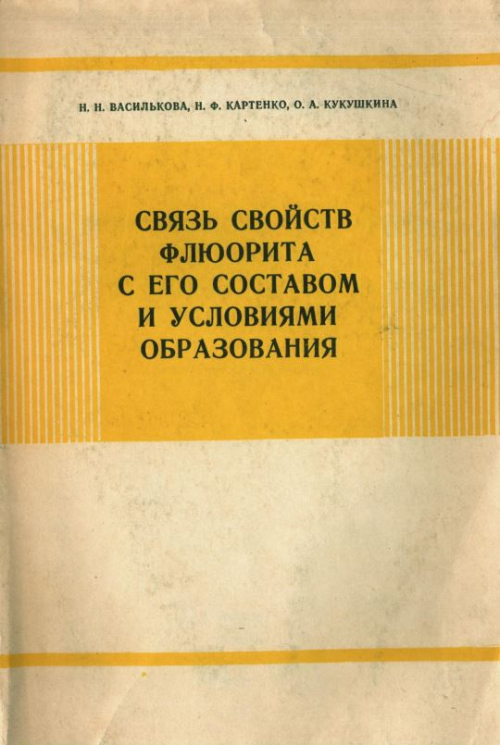 Н. Н. ВАСИЛЬКОВА, Н. Ф. КАРТЕНКО, О. А. КУКУШКИНА
СВЯЗЬ СВОЙСТВ
ФЛЮОРИТА
С ЕГО СОСТАВОМ
И УСЛОВИЯМИ
ОБРАЗОВАНИЯ